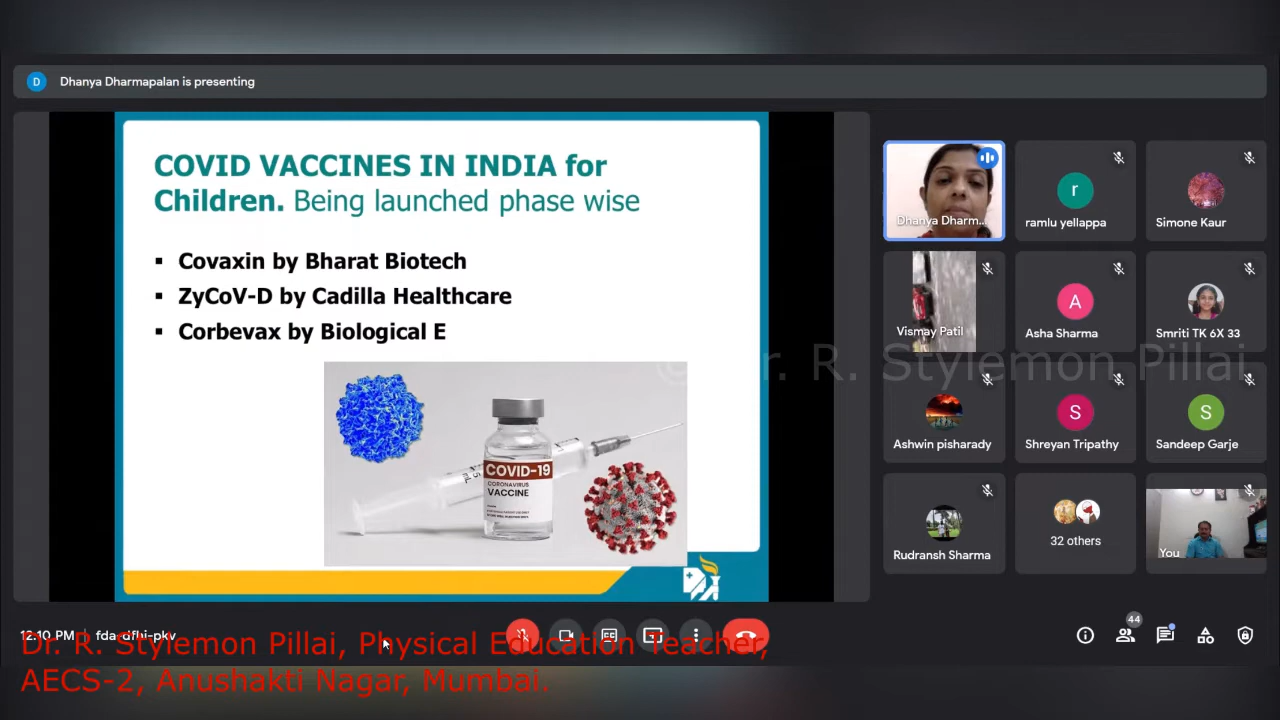 Dhanya Dharmapalan is presenting
D
COVID VACCINES IN INDIA for
Children. Being launched phase wise
▪ Covaxin by Bharat Biotech
▪ ZyCoV-D by Cadilla Healthcare
▪ Corbevax by Biological E
COVID-19
CORONAVIRUS
VACCINE
Dhanya Dharm...
r
ramlu yellappa
Simone Kaur
Vismay Patil
A
Asha Sharma
Smriti TK 6X 33
© Dr. R. Stylemon Pillai
Ashwin pisharady
S
Shreyan Tripathy
S
Sandeep Garje
Rudransh Sharma
32 others
You
12:10 PM | fda-dfhi-pkv
44
Dr. R. Stylemon Pillai, Physical Education Teacher,
AECS-2, Anushakti Nagar, Mumbai.